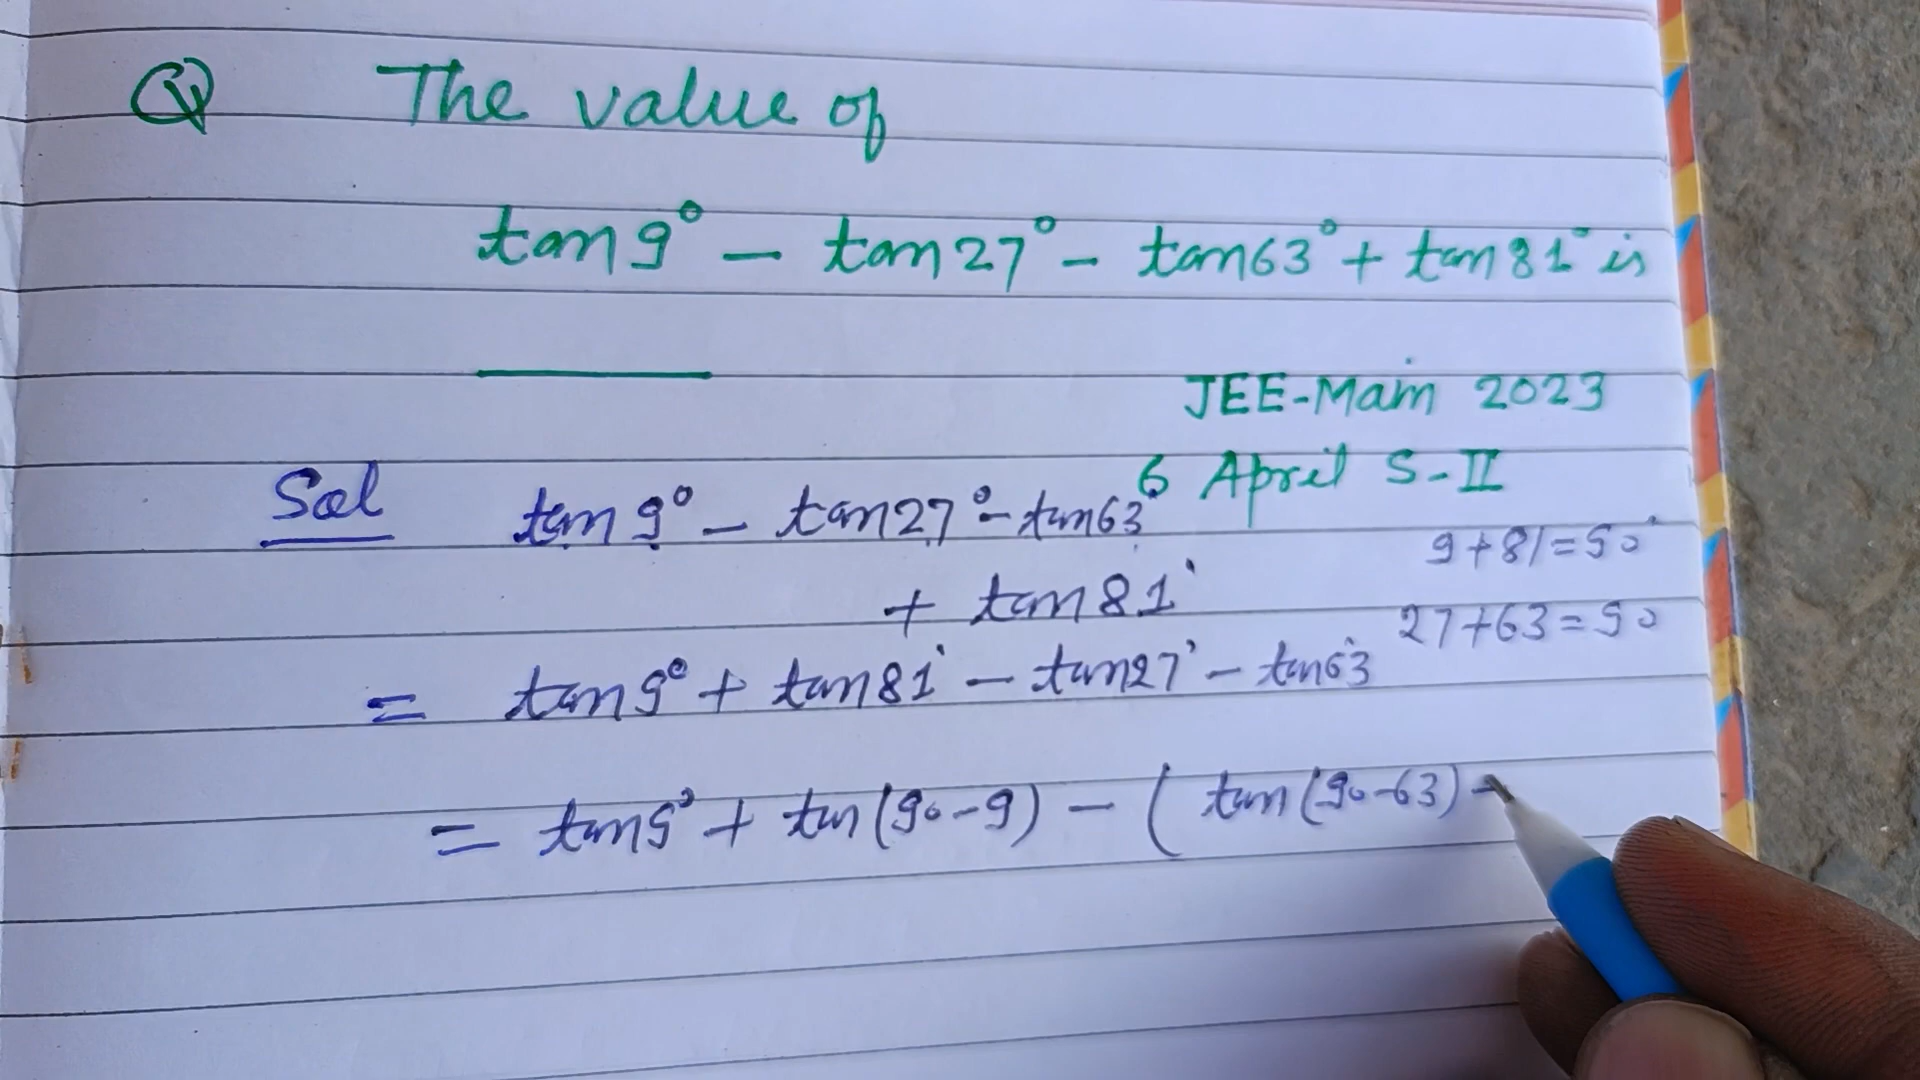 Q The value of
tan 9° - tan 27° - tan 63° + tan 81° is
JEE-Main 2023
6 April S-II
Sol tan 9° - tan 27° - tan 63°
+ tan 81°
9+81=90°
27+63=90
= tan 9° + tan 81° - tan 27° - tan 63°
= tan 9° + tan (90-9) - ( tan (90-63) -